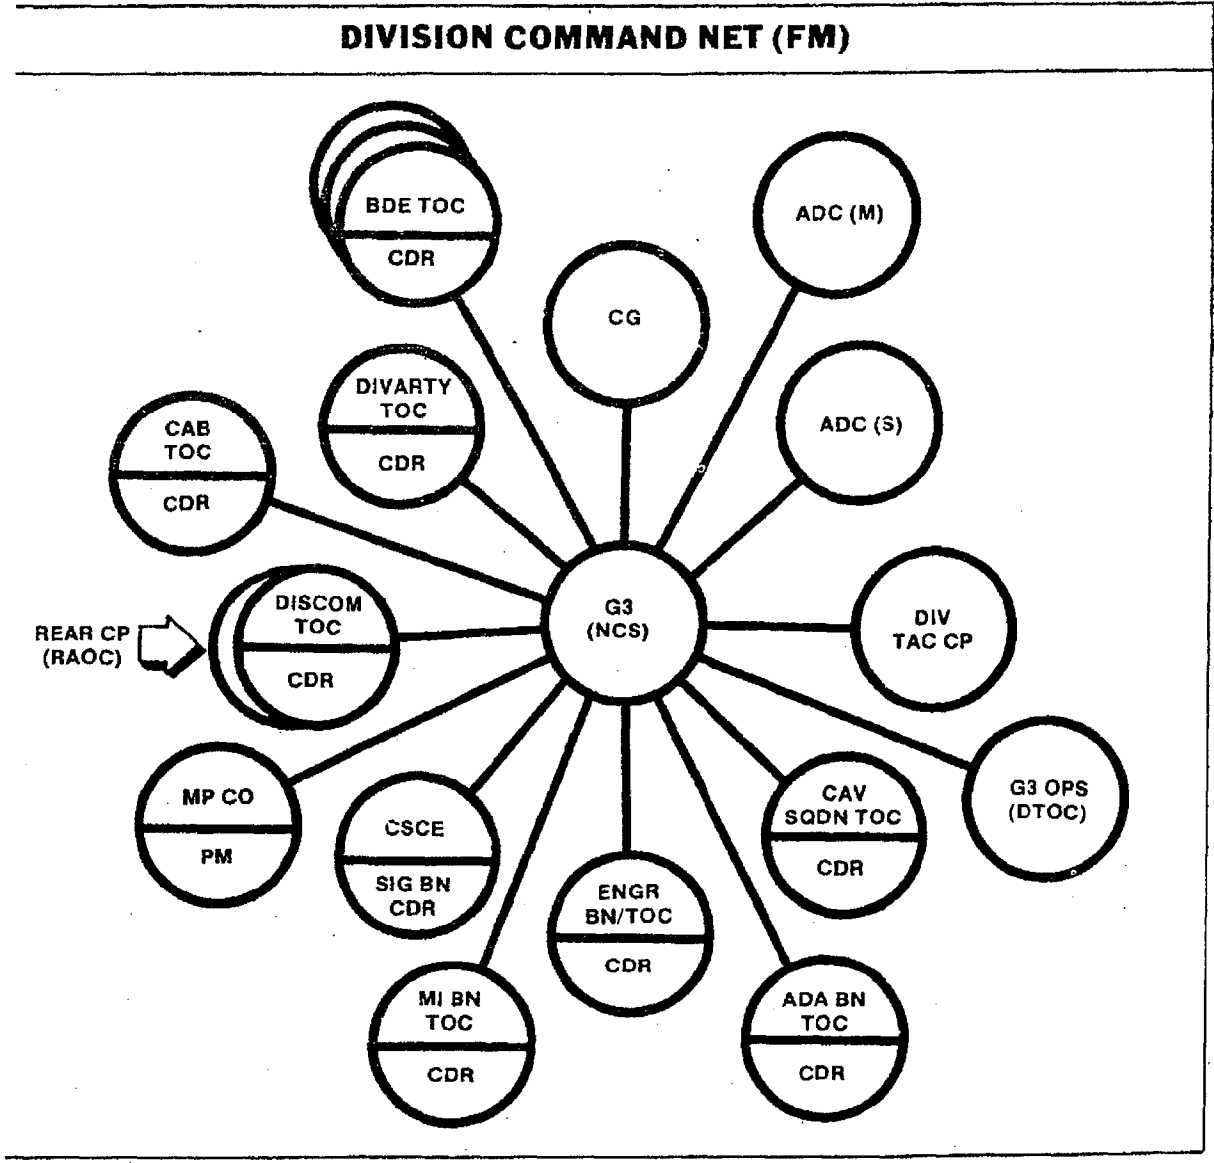 DIVISION COMMAND NET (FM)
BDE TOC
CDR
ADC (M)
CG
DIVARTY
TOC
CDR
ADC (S)
CAB
TOC
CDR
G3
(NCS)
DISCOM
TOC
CDR
REAR CP
(RAOC)
DIV
TAC CP
MP CO
PM
CSCE
SIG BN
CDR
CAV
SQDN TOC
CDR
G3 OPS
(DTOC)
ENGR
BN/TOC
CDR
MI BN
TOC
CDR
ADA BN
TOC
CDR